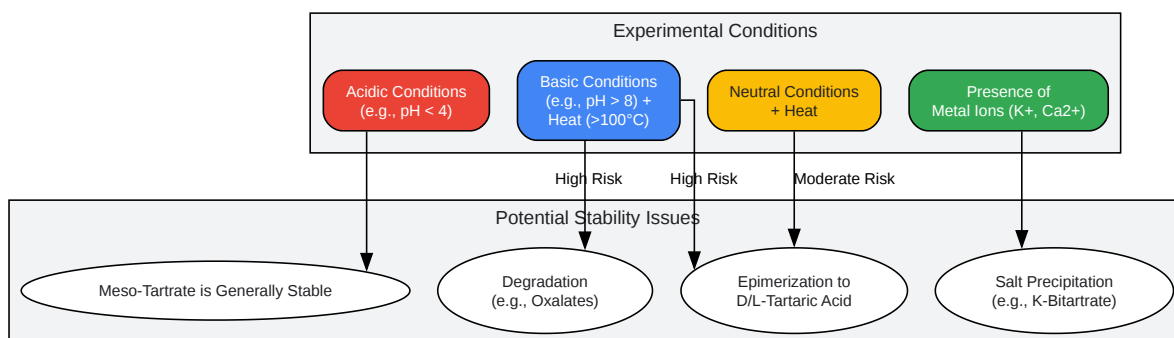 Experimental Conditions
Acidic Conditions
(e.g., pH < 4)
Basic Conditions
(e.g., pH > 8) +
Heat (>100°C)
Neutral Conditions
+ Heat
Presence of
Metal Ions (K+, Ca2+)
High Risk
High Risk
Moderate Risk
Potential Stability Issues
Meso-Tartrate is Generally Stable
Degradation
(e.g., Oxalates)
Epimerization to
D/L-Tartaric Acid
Salt Precipitation
(e.g., K-Bitartrate)